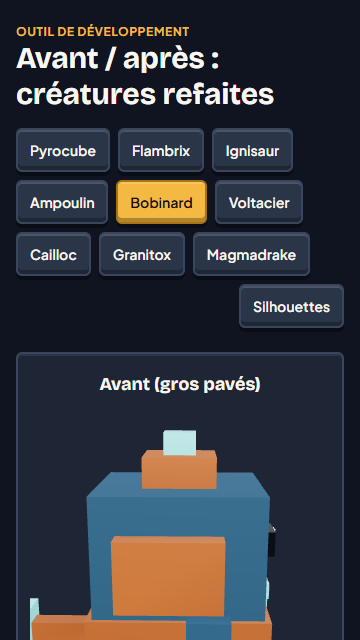 OUTIL DE DÉVELOPPEMENT
Avant / après :
créatures refaites
Pyrocube
Flambrix
Ignisaur
Ampoulin
Bobinard
Voltacier
Cailloc
Granitox
Magmadrake
Silhouettes
Avant (gros pavés)